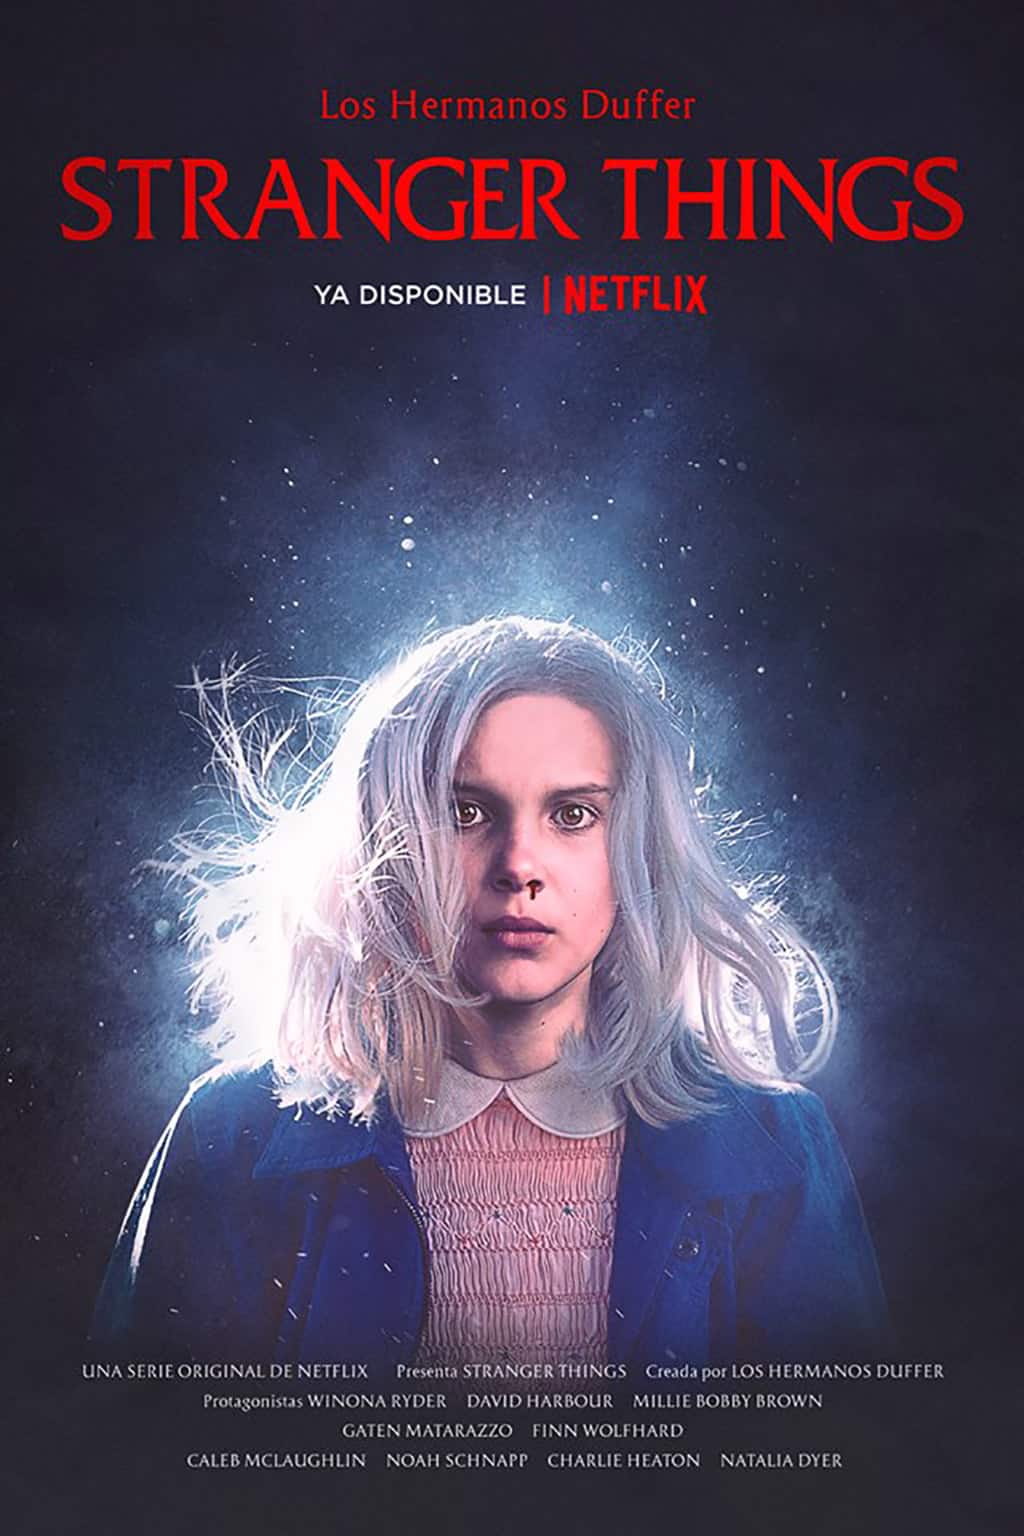 Los Hermanos Duffer
STRANGER THINGS
YA DISPONIBLE | NETFLIX
UNA SERIE ORIGINAL DE NETFLIX Presenta STRANGER THINGS Creada por LOS HERMANOS DUFFER
Protagonistas WINONA RYDER DAVID HARBOUR MILLIE BOBBY BROWN
GATEN MATARAZZO FINN WOLFHARD
CALEB MCLAUGHLIN NOAH SCHNAPP CHARLIE HEATON NATALIA DYER